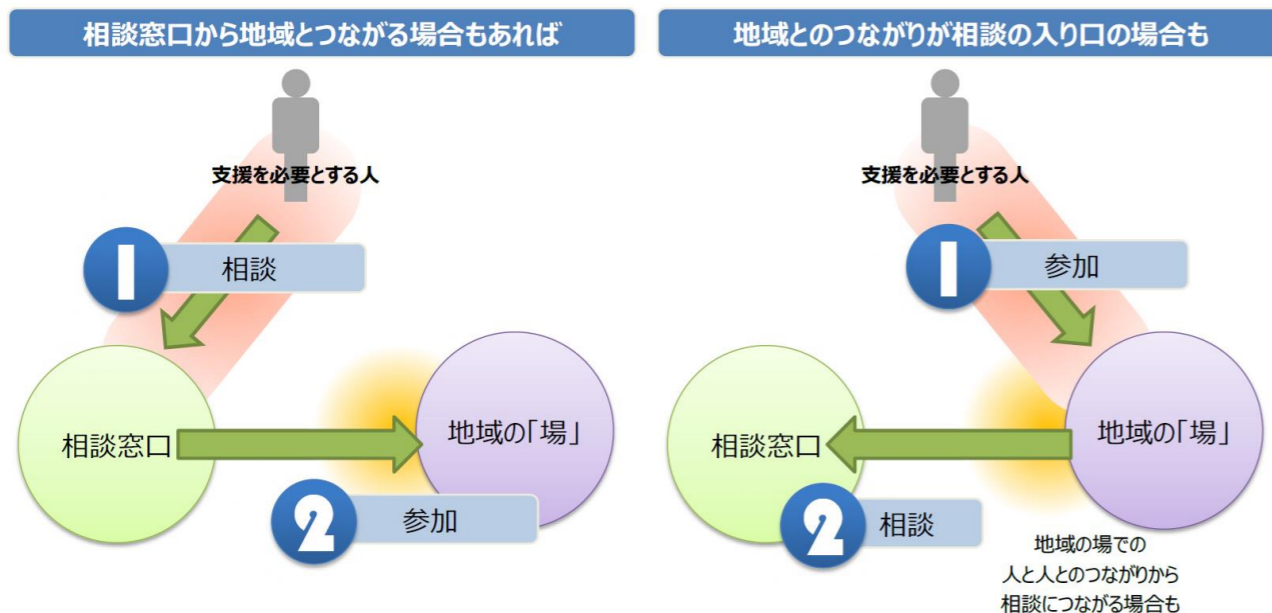 相談窓口から地域とつながる場合もあれば
支援を必要とする人
1
相談
相談窓口
地域の「場」
2
参加
地域とのつながりが相談の入り口の場合も
支援を必要とする人
1
参加
相談窓口
地域の「場」
2
相談
地域の場での
人と人とのつながりから
相談につながる場合も